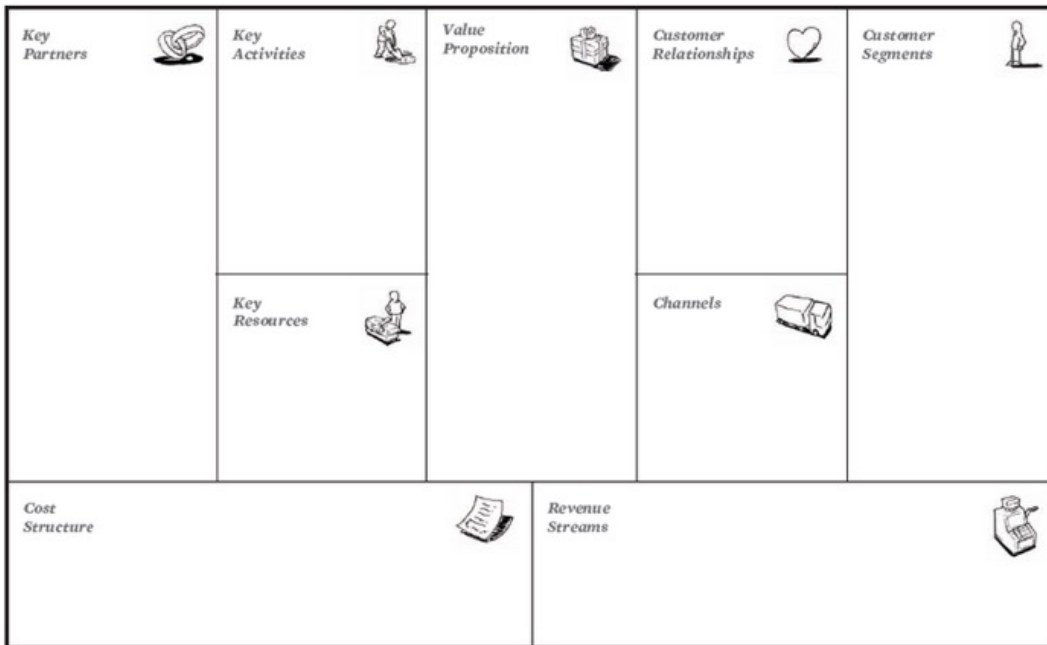 Key
Partners
Key
Activities
Value
Proposition
Customer
Relationships
Customer
Segments
Key
Resources
Channels
Cost
Structure
Revenue
Streams